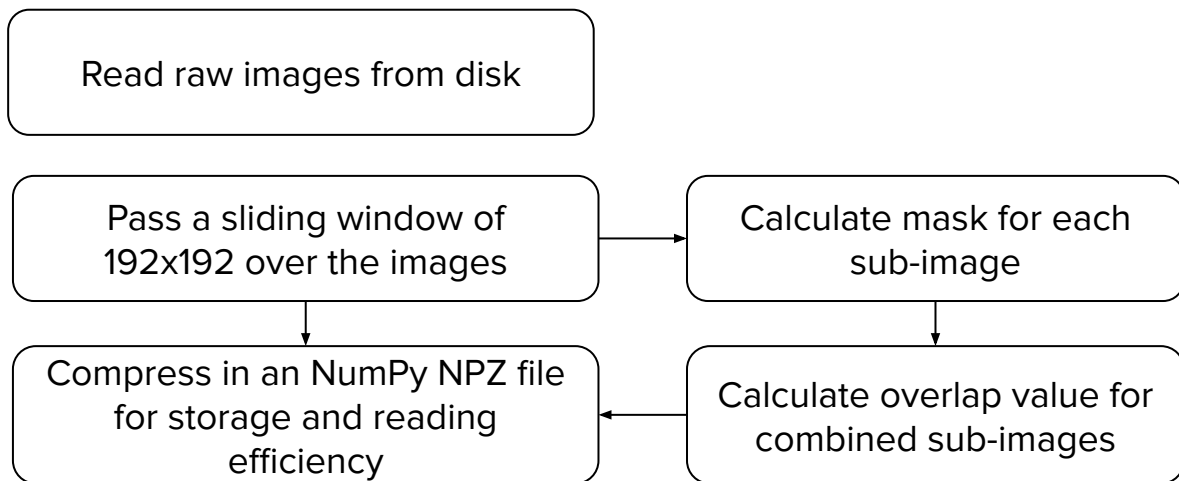 Read raw images from disk
Pass a sliding window of
192x192 over the images
Calculate mask for each
sub-image
Compress in an NumPy NPZ file
for storage and reading
efficiency
Calculate overlap value for
combined sub-images